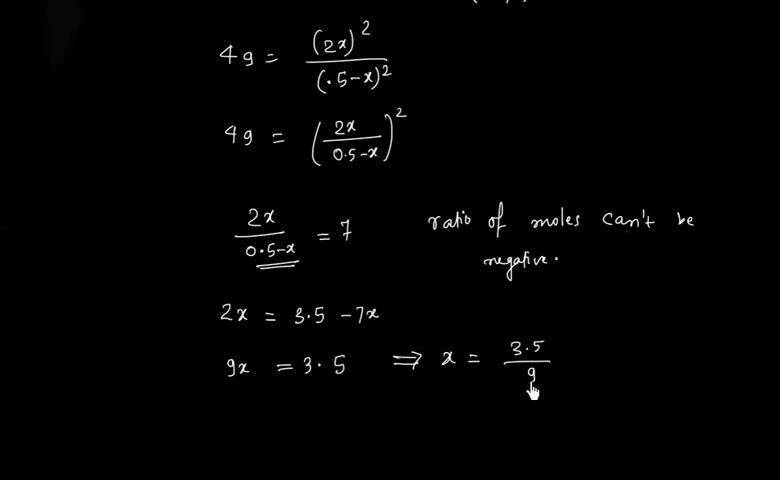 49 = (2x)² / (.5-x)²
49 = (2x / 0.5-x)²
2x / 0.5-x = 7 ratio of moles can't be
negative.
2x = 3.5 - 7x
9x = 3.5 ⇒ x = 3.5 / 9